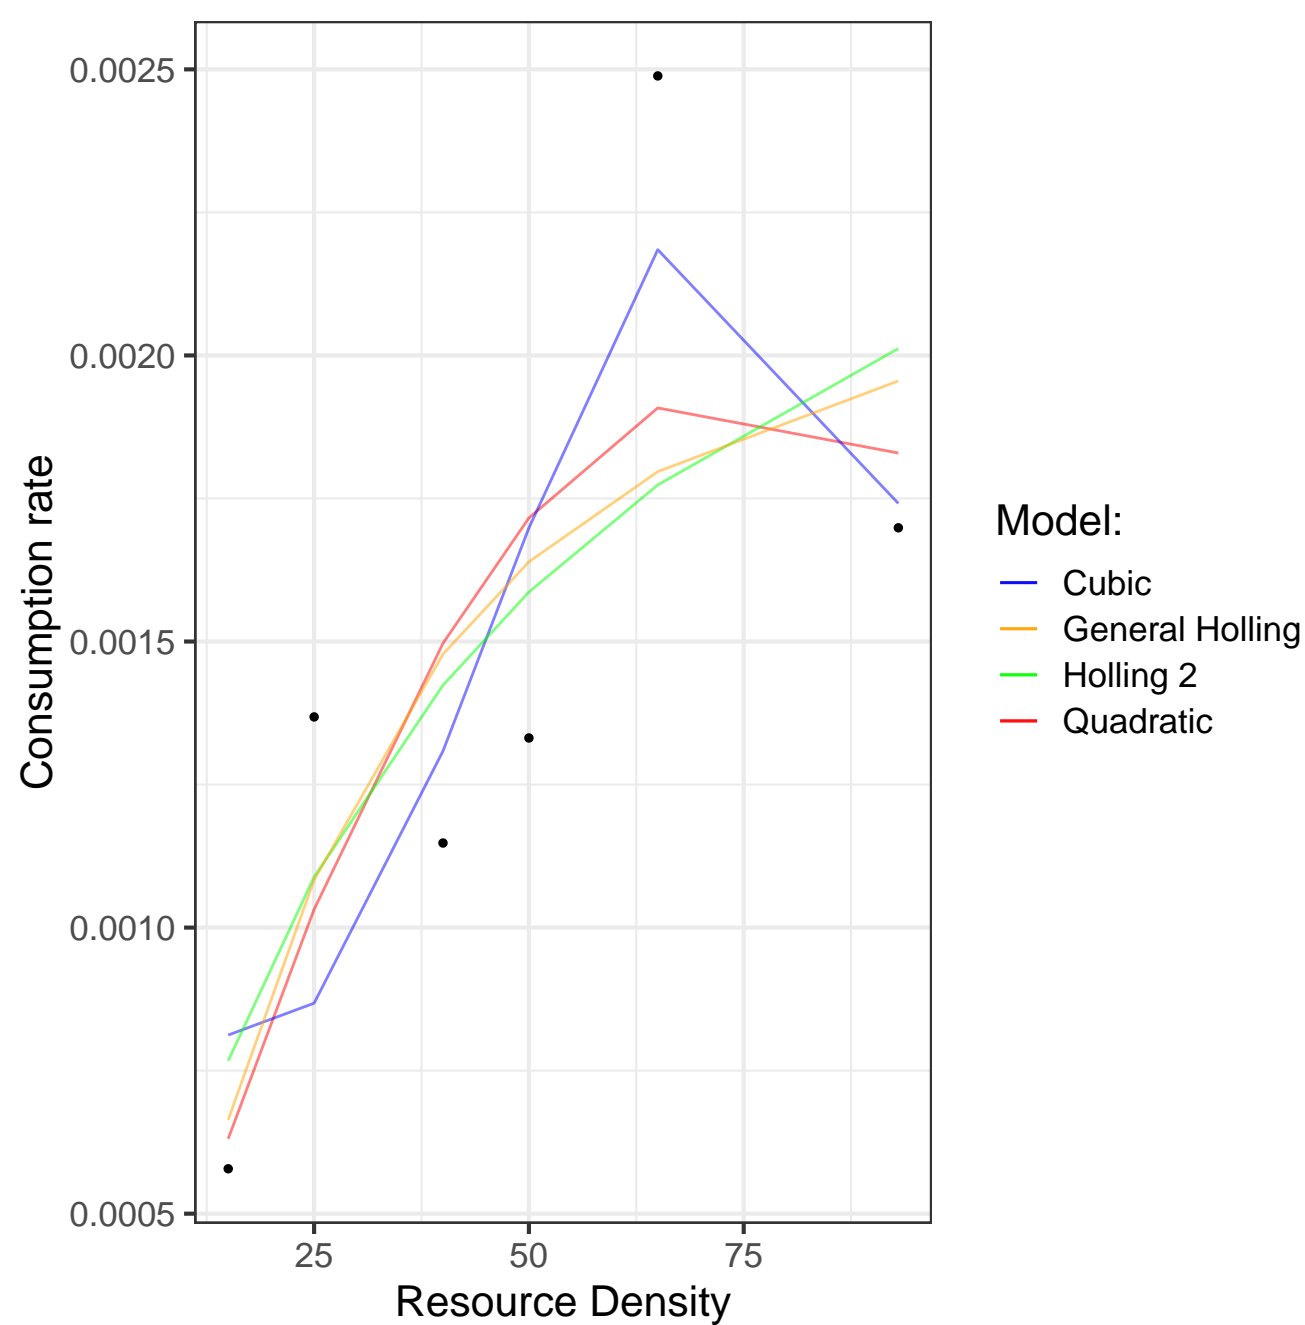 0.0025
0.0020
0.0015
0.0010
0.0005
Consumption rate
25 50 75
Resource Density
Model:
Cubic
General Holling
Holling 2
Quadratic